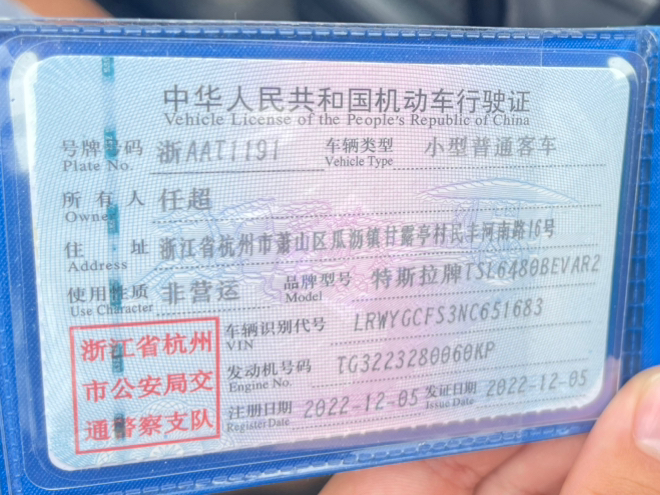 中华人民共和国机动车行驶证
Vehicle License of the People's Republic of China
号牌号码 浙AAT1191 车辆类型 小型普通客车
Plate No. Vehicle Type
所有人 任超
Owner
住址 浙江省杭州市萧山区瓜沥镇甘露亭村民丰河南路16号
Address
使用性质 非营运 品牌型号 特斯拉牌TSL6480BEVAR2
Use Character Model
浙江省杭州
市公安局交
通警察支队
车辆识别代号 LRWYGCFS3NC651683
VIN
发动机号码 TG3223280060KP
Engine No.
注册日期 2022-12-05 发证日期 2022-12-05
Register Date Issue Date